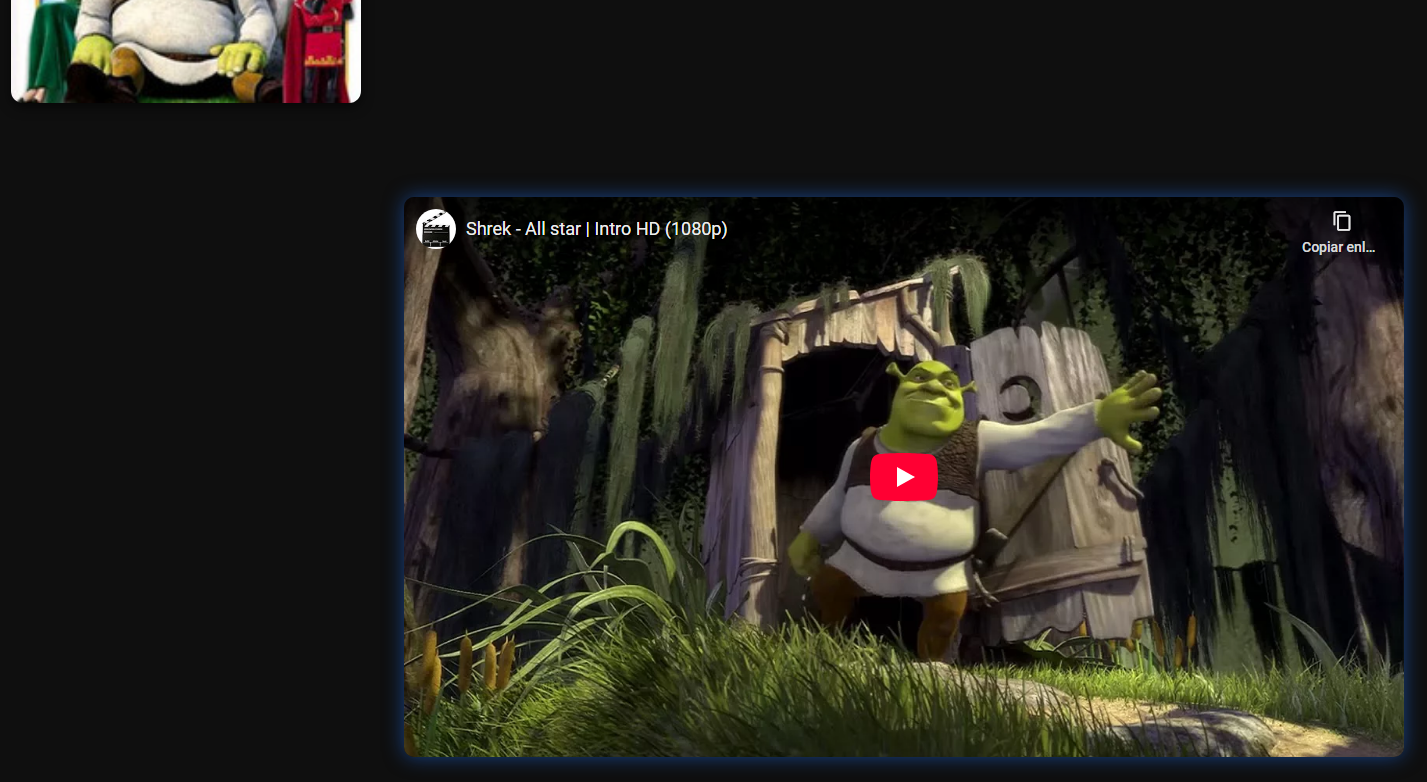 Shrek - All star | Intro HD (1080p)
Copiar enl...